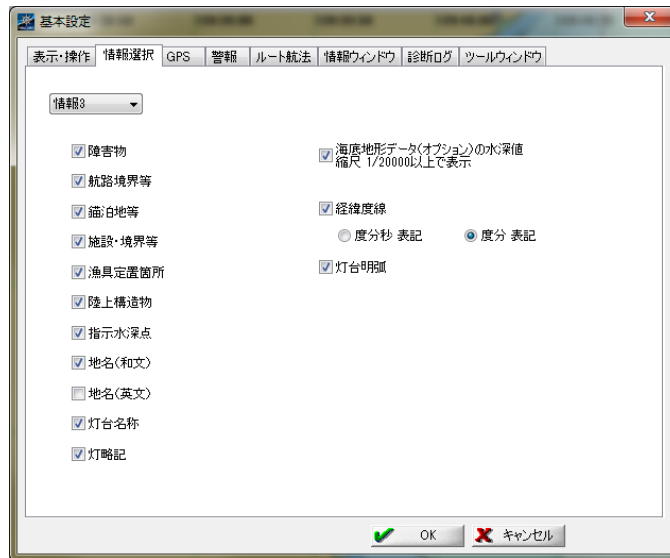 基本設定
表示・操作 情報選択 GPS 警報 ルート航法 情報ウィンドウ 診断ログ ツールウィンドウ
情報3
障害物
航路境界等
錨泊地等
施設・境界等
漁具定置箇所
陸上構造物
指示水深点
地名(和文)
地名(英文)
灯台名称
灯略記
海底地形データ(オプション)の水深値
縮尺 1/20000以上で表示
経緯度線
度分秒 表記 度分 表記
灯台明弧
OK キャンセル